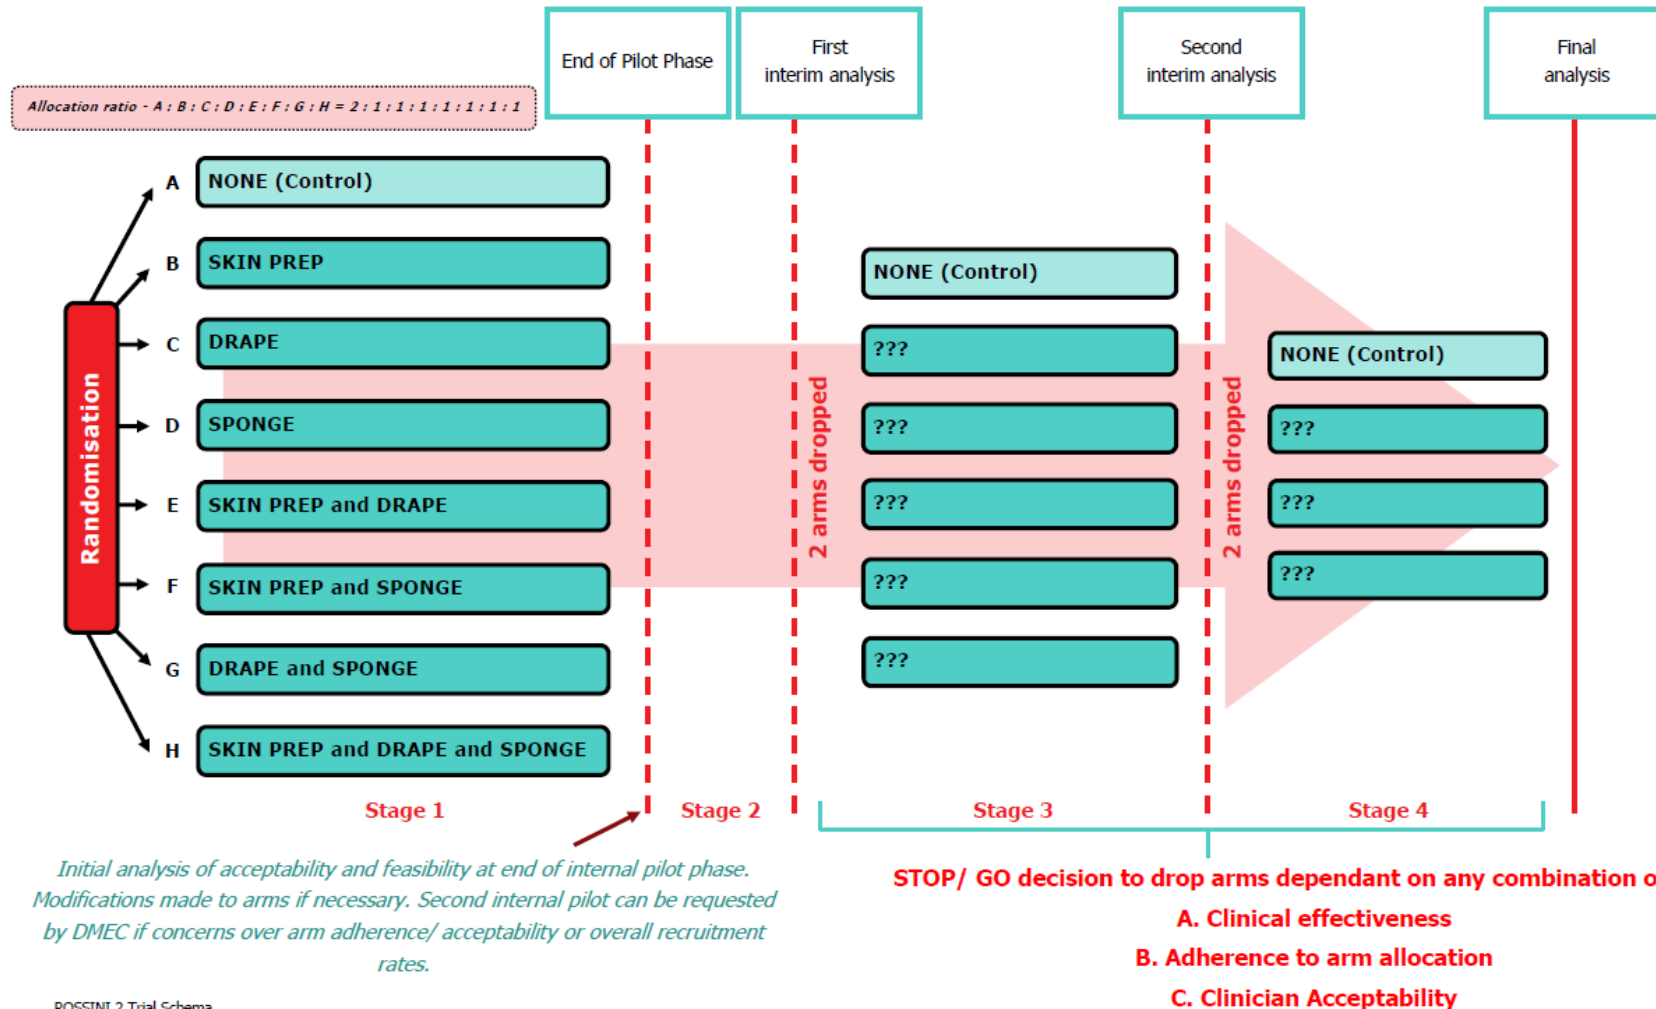 End of Pilot Phase
First
interim analysis
Second
interim analysis
Final
analysis
Allocation ratio - A : B : C : D : E : F : G : H = 2 : 1 : 1 : 1 : 1 : 1 : 1 : 1
Randomisation
A NONE (Control)
B SKIN PREP
C DRAPE
D SPONGE
E SKIN PREP and DRAPE
F SKIN PREP and SPONGE
G DRAPE and SPONGE
H SKIN PREP and DRAPE and SPONGE
2 arms dropped
NONE (Control)
???
???
???
???
???
2 arms dropped
NONE (Control)
???
???
???
Stage 1
Stage 2
Stage 3
Stage 4
Initial analysis of acceptability and feasibility at end of internal pilot phase.
Modifications made to arms if necessary. Second internal pilot can be requested
by DMEC if concerns over arm adherence/ acceptability or overall recruitment
rates.
STOP/ GO decision to drop arms dependant on any combination o
A. Clinical effectiveness
B. Adherence to arm allocation
C. Clinician Acceptability
ROSSINI 2 Trial Schema